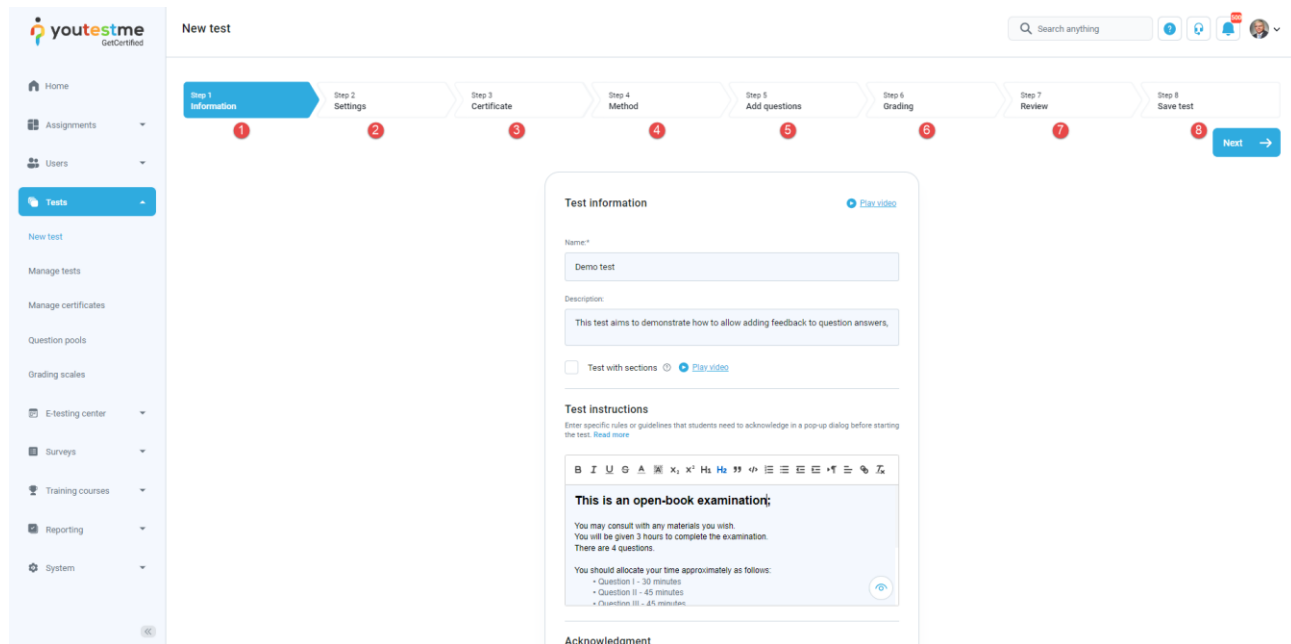 youtestme
GetCertified
New test
Search anything
500
Home
Assignments
Users
Tests
New test
Manage tests
Manage certificates
Question pools
Grading scales
E-testing center
Surveys
Training courses
Reporting
System
Step 1
Information
Step 2
Settings
Step 3
Certificate
Step 4
Method
Step 5
Add questions
Step 6
Grading
Step 7
Review
Step 8
Save test
1
2
3
4
5
6
7
8
Next
Test information
Play video
Name:*
Demo test
Description:
This test aims to demonstrate how to allow adding feedback to question answers,
Test with sections
Play video
Test instructions
Enter specific rules or guidelines that students need to acknowledge in a pop-up dialog before starting
the test. Read more
B I U S A A X₁ X² H₁ H₂
This is an open-book examination;
You may consult with any materials you wish.
You will be given 3 hours to complete the examination.
There are 4 questions.
You should allocate your time approximately as follows:
• Question I - 30 minutes
• Question II - 45 minutes
• Question III - 45 minutes
Acknowledgment